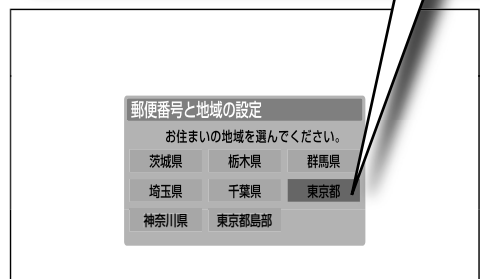 郵便番号と地域の設定
お住まいの地域を選んでください。
茨城県 栃木県 群馬県
埼玉県 千葉県 東京都
神奈川県 東京都島部